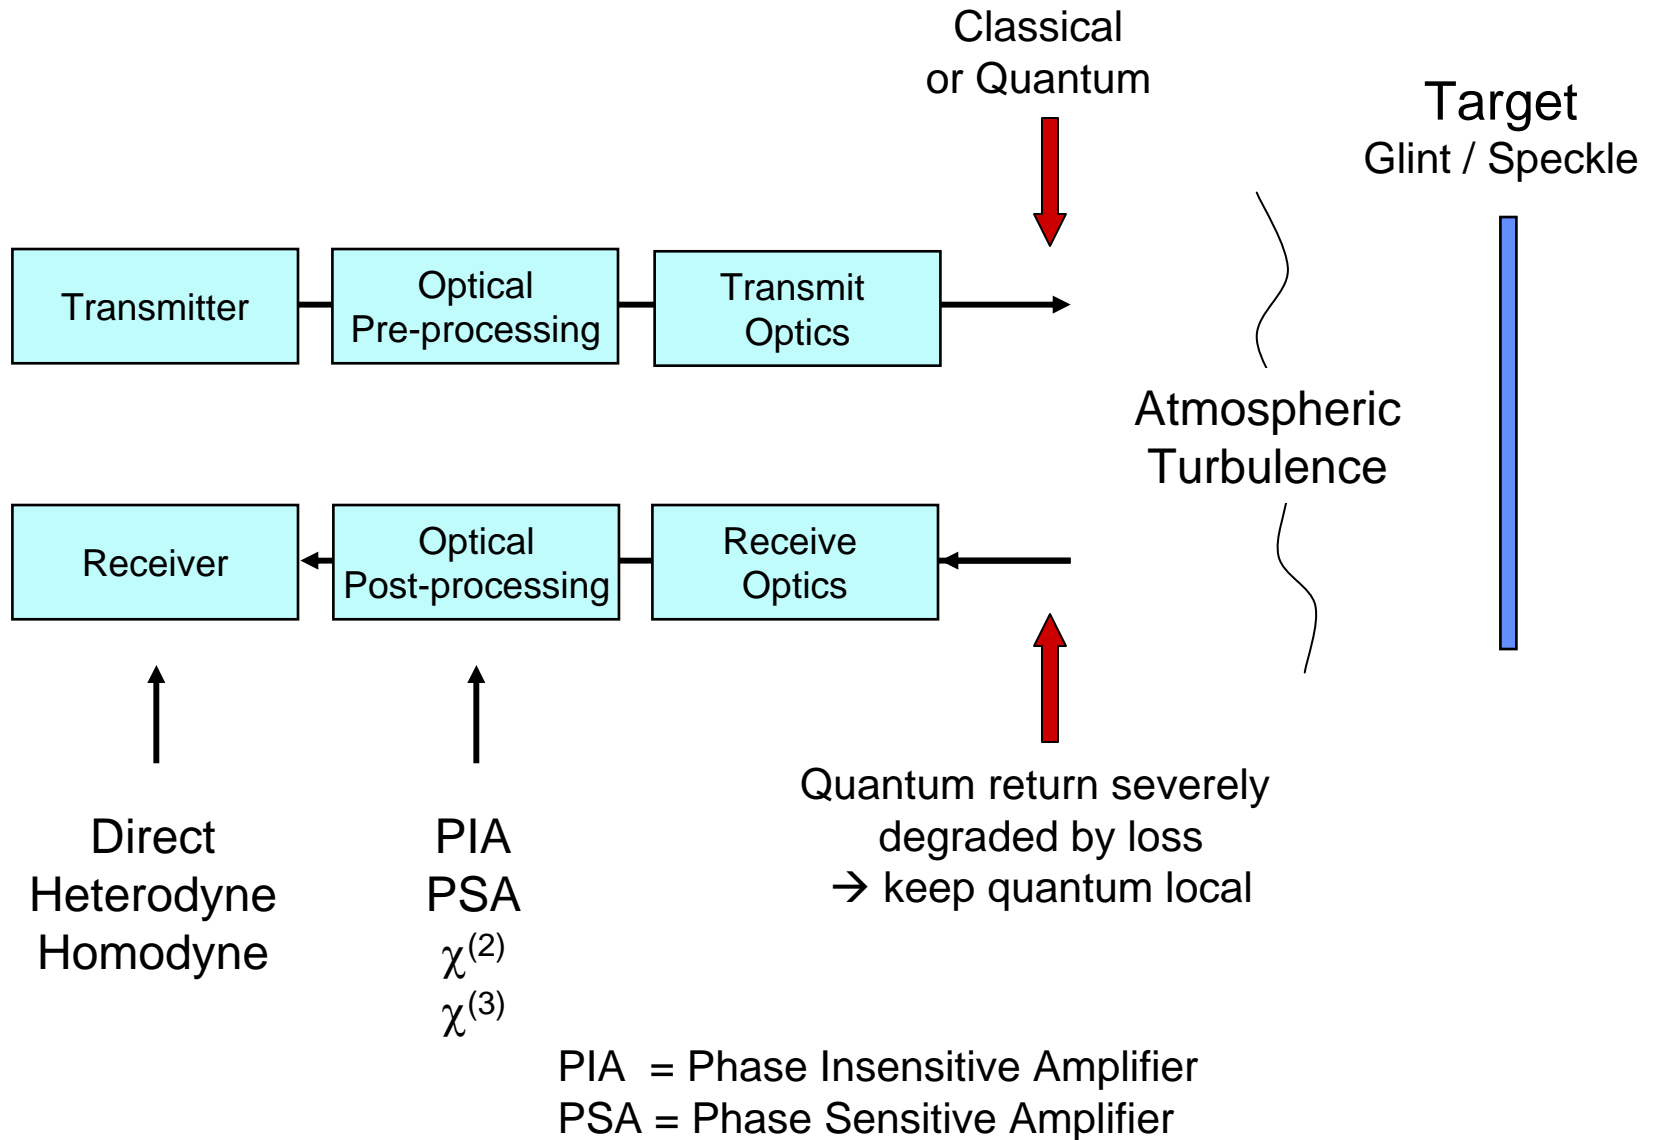 Classical
or Quantum
Target
Glint / Speckle
Transmitter
Optical
Pre-processing
Transmit
Optics
Atmospheric
Turbulence
Receiver
Optical
Post-processing
Receive
Optics
Direct
Heterodyne
Homodyne
PIA
PSA
χ(2)
χ(3)
Quantum return severely
degraded by loss
→ keep quantum local
PIA = Phase Insensitive Amplifier
PSA = Phase Sensitive Amplifier